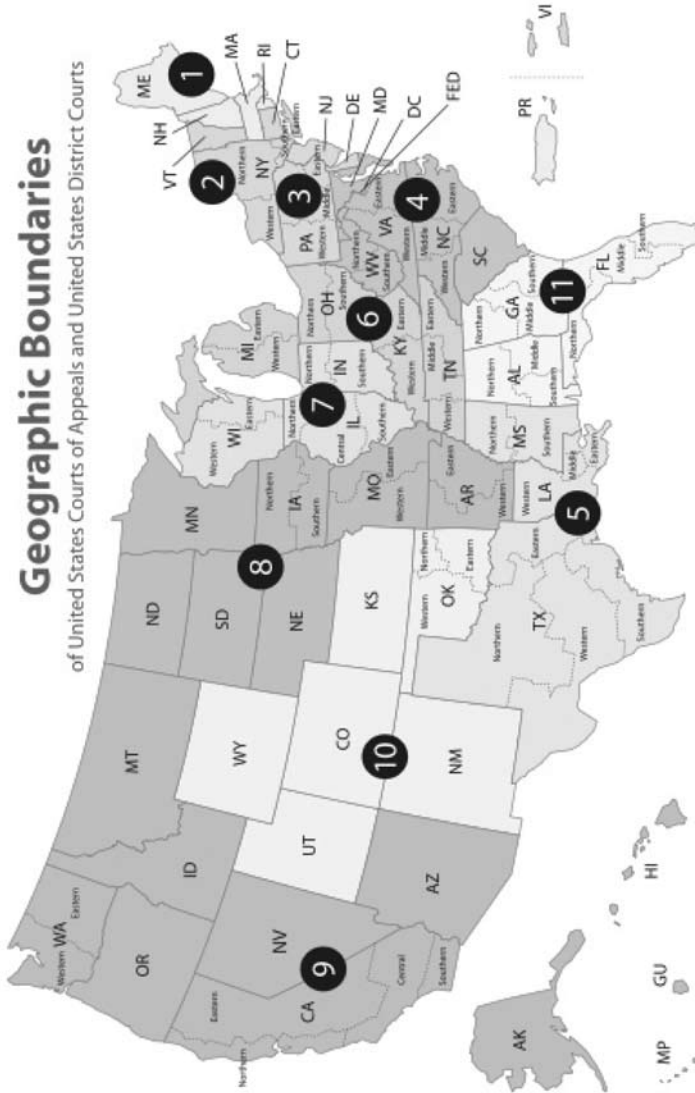 Geographic Boundaries
of United States Courts of Appeals and United States District Courts
WA
Western
Eastern
OR
ID
MT
ND
SD
NE
MN
8
IA
Northern
Southern
MO
Eastern
Western
AR
Eastern
Western
WI
Western
Eastern
MI
Eastern
Western
7
IL
Northern
Central
Southern
IN
Northern
Southern
OH
Northern
Southern
6
KY
Western
Eastern
TN
Western
Middle
Eastern
ME
1
NH
VT
MA
RI
CT
2
NY
Northern
Western
Southern
Eastern
3
PA
Western
Middle
Eastern
NJ
DE
MD
DC
FED
4
VA
Eastern
Western
WV
Northern
Southern
NC
Western
Middle
Eastern
SC
9
CA
Northern
Eastern
Central
Southern
NV
AZ
10
WY
UT
CO
KS
NM
OK
Western
Northern
Eastern
5
TX
Northern
Eastern
Western
Southern
LA
Western
Middle
Eastern
MS
Northern
Southern
11
AL
Northern
Middle
Southern
GA
Northern
Middle
Southern
FL
Northern
Middle
Southern
AK
MP
GU
HI
PR
VI